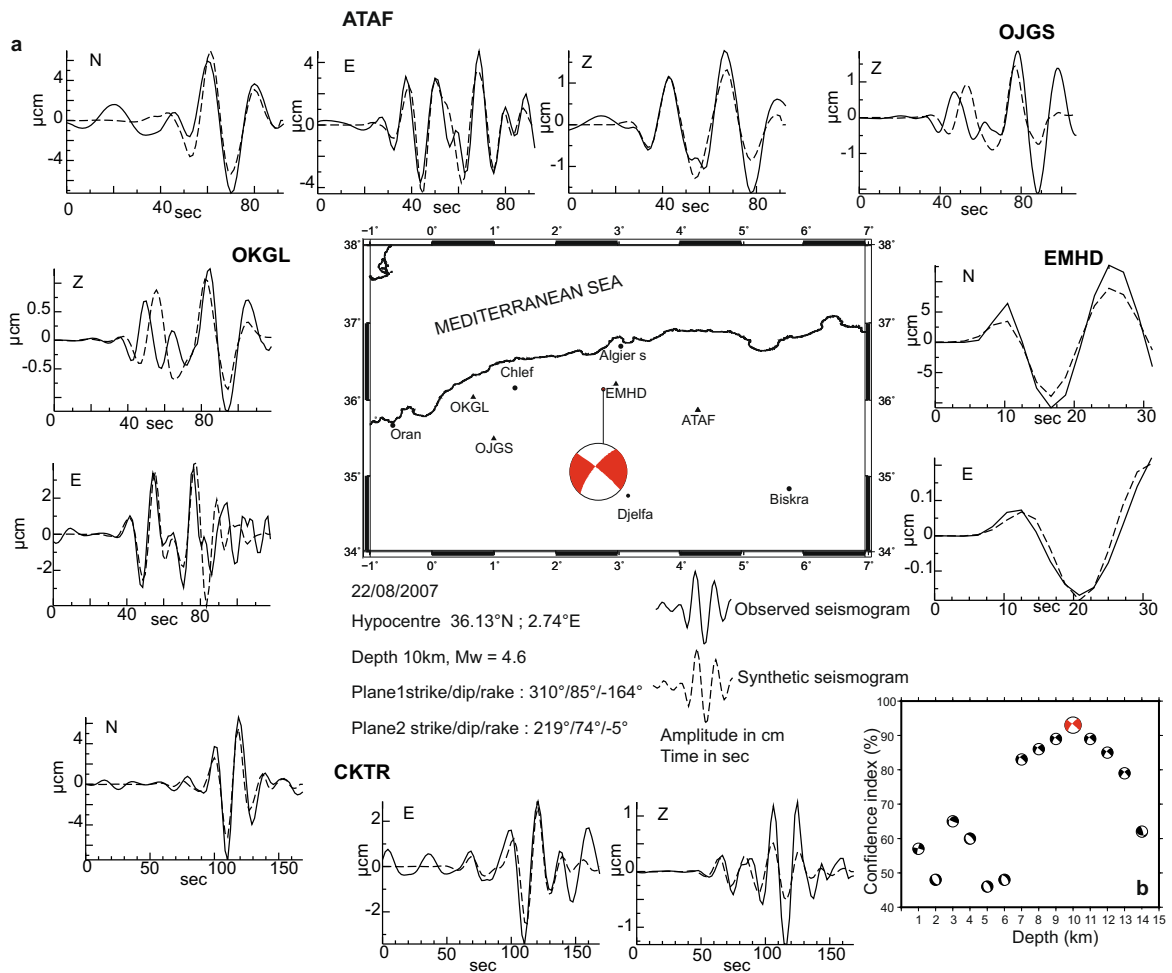 ATAF
a
N
µcm
4
0
-4
0
40
80
sec
E
4
2
0
-2
-4
0
40
80
sec
Z
µcm
1
0
-1
0
40
80
sec
OJGS
Z
µcm
1
0
-1
0
40
80
sec
OKGL
Z
µcm
0.5
0
-0.5
0
40
80
sec
E
µcm
2
0
-2
0
40
80
sec
-1°
0°
1°
2°
3°
4°
5°
6°
7°
38°
37°
36°
35°
34°
MEDITERRANEAN SEA
Algier s
Chlef
EMHD
OKGL
ATAF
Oran
OJGS
Biskra
Djelfa
EMHD
N
µcm
10
5
0
-5
0
10
20
30
sec
E
µcm
0.1
0
-0.1
0
10
20
30
sec
22/08/2007
Hypocentre 36.13°N ; 2.74°E
Depth 10km, Mw = 4.6
Plane1strike/dip/rake : 310°/85°/-164°
Plane2 strike/dip/rake : 219°/74°/-5°
Observed seismogram
Synthetic seismogram
Amplitude in cm
Time in sec
CKTR
N
µcm
4
0
-4
0
50
100
150
sec
E
µcm
2
0
-2
0
50
100
150
sec
Z
1
0
-1
0
50
100
150
sec
Confidence index (%)
100
90
80
70
60
50
40
1 2 3 4 5 6 7 8 9 10 11 12 13 14 15
Depth (km)
b